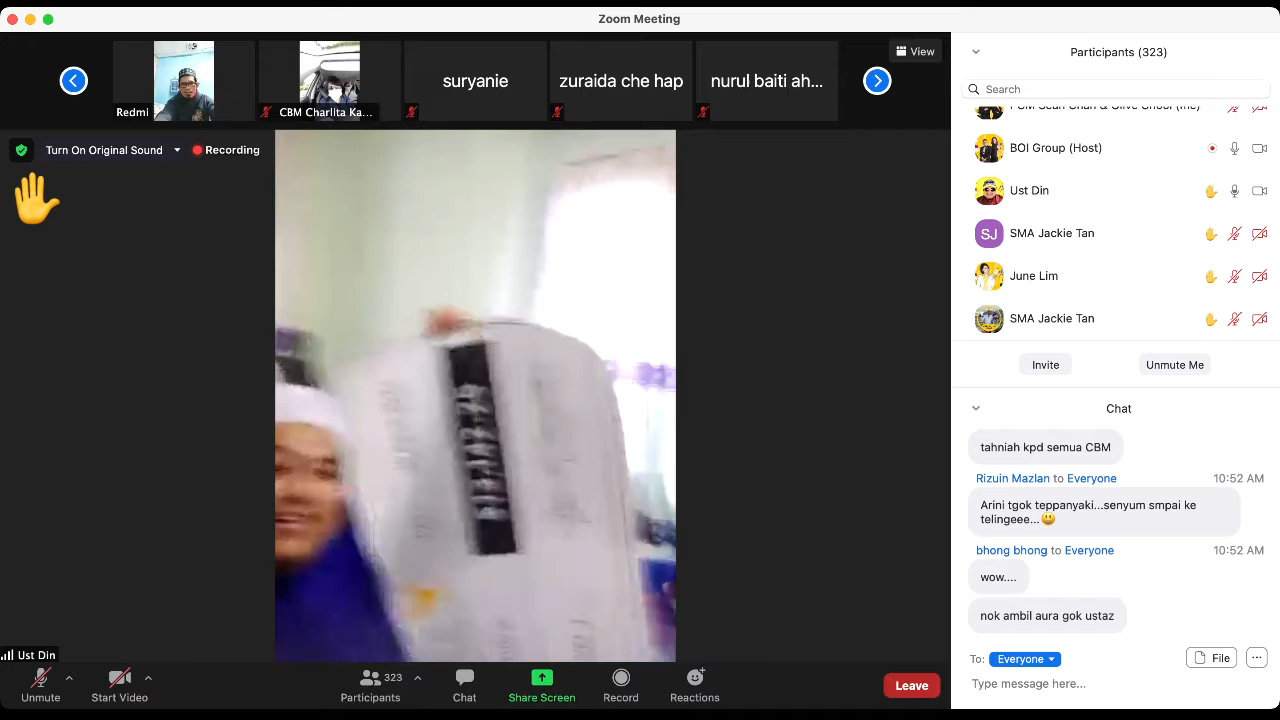 Zoom Meeting
View
Redmi
CBM Charlita Ka...
suryanie
zuraida che hap
nurul baiti ah...
Turn On Original Sound
Recording
Ust Din
Unmute
Start Video
323
Participants
Chat
Share Screen
Record
Reactions
Leave
Participants (323)
Search
BOI Group (Host)
Ust Din
SJ
SMA Jackie Tan
June Lim
SMA Jackie Tan
Invite
Unmute Me
Chat
tahniah kpd semua CBM
Rizuin Mazlan to Everyone
10:52 AM
Arini tgok teppanyaki...senyum smpai ke
telingeee...😃
bhong bhong to Everyone
10:52 AM
wow....
nok ambil aura gok ustaz
To: Everyone
File
Type message here...